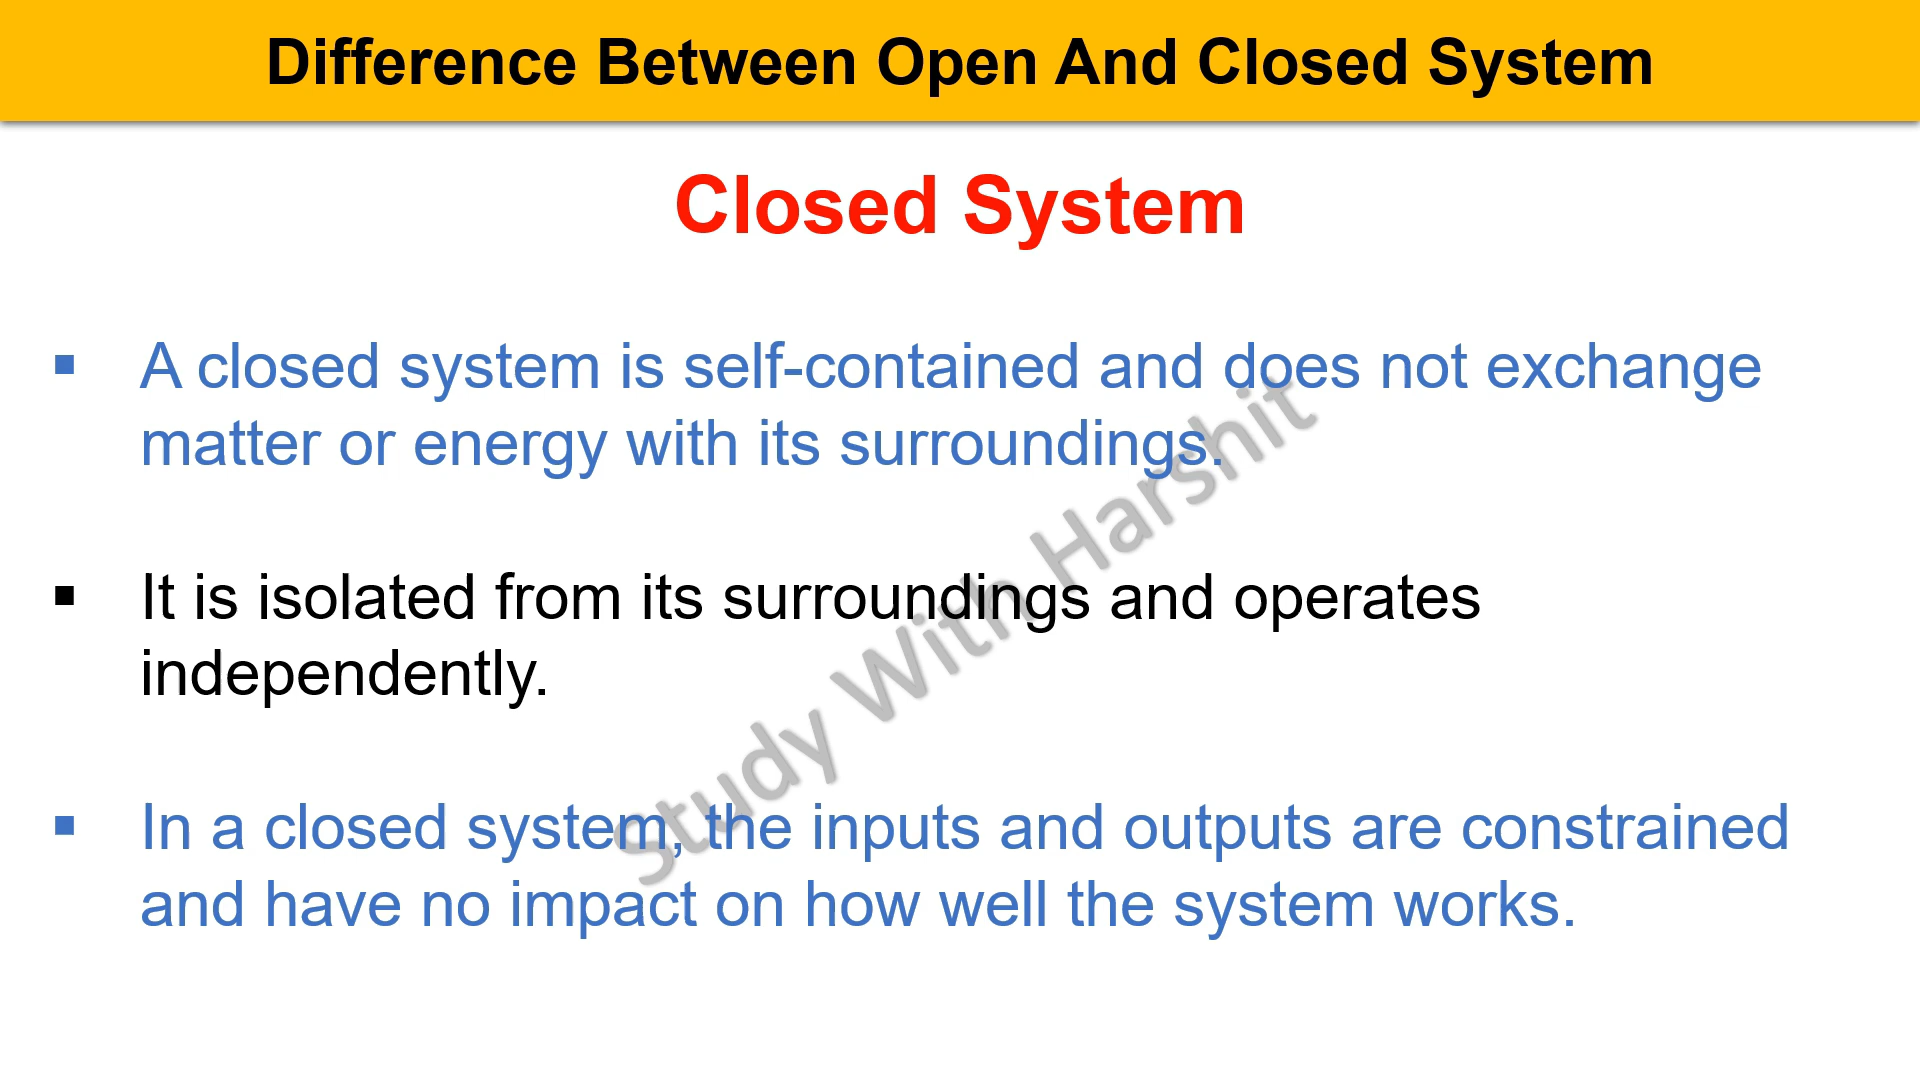 Difference Between Open And Closed System
Closed System
▪ A closed system is self-contained and does not exchange
matter or energy with its surroundings.
▪ It is isolated from its surroundings and operates
independently.
▪ In a closed system, the inputs and outputs are constrained
and have no impact on how well the system works.
Study With Harshit